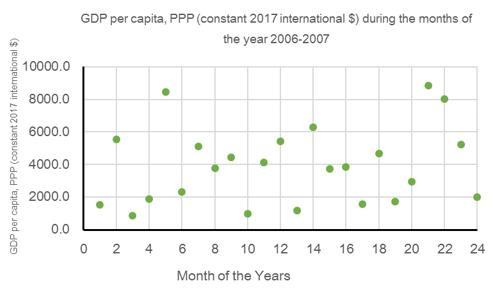 GDP per capita, PPP (constant 2017 international $) during the months of
the year 2006-2007
GDP per capita, PPP (constant 2017 international $)
10000.0
8000.0
6000.0
4000.0
2000.0
0.0
0 2 4 6 8 10 12 14 16 18 20 22 24
Month of the Years